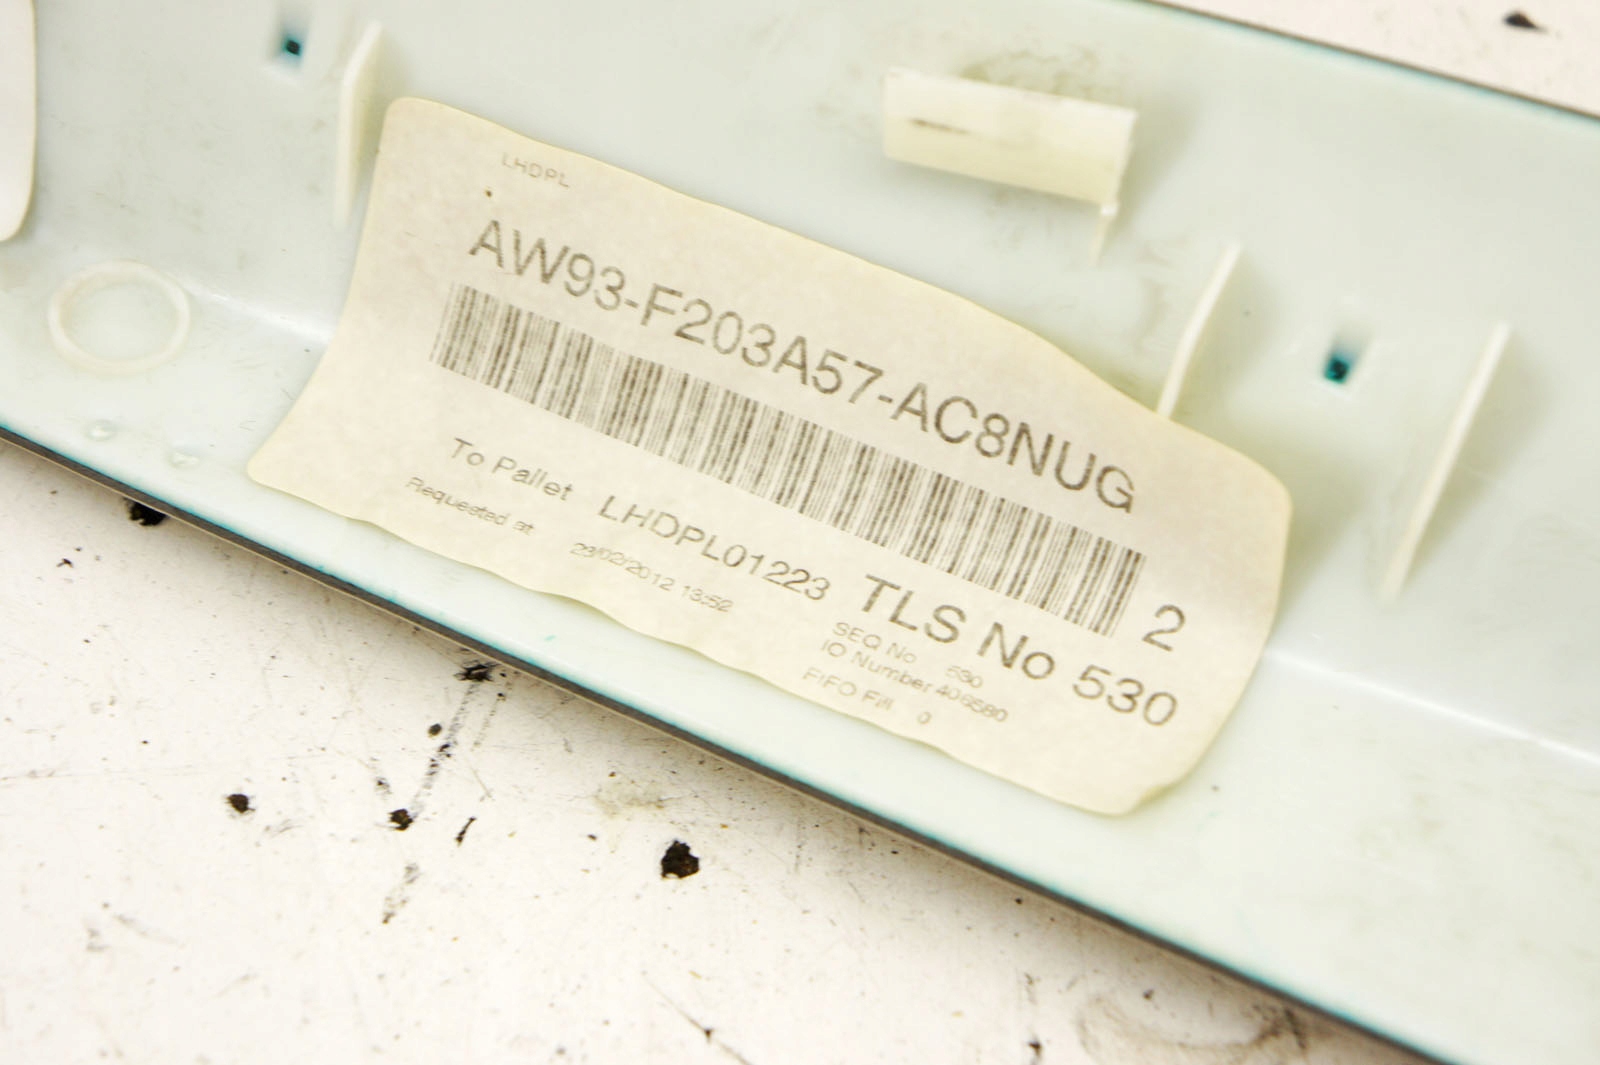 LHDPL
AW93-F203A57-AC8NUG
2
To Pallet LHDPL01223 TLS No 530
Requested at 23/02/2012 13:52
SEQ No 530
IO Number 406580
FIFO Fill 0